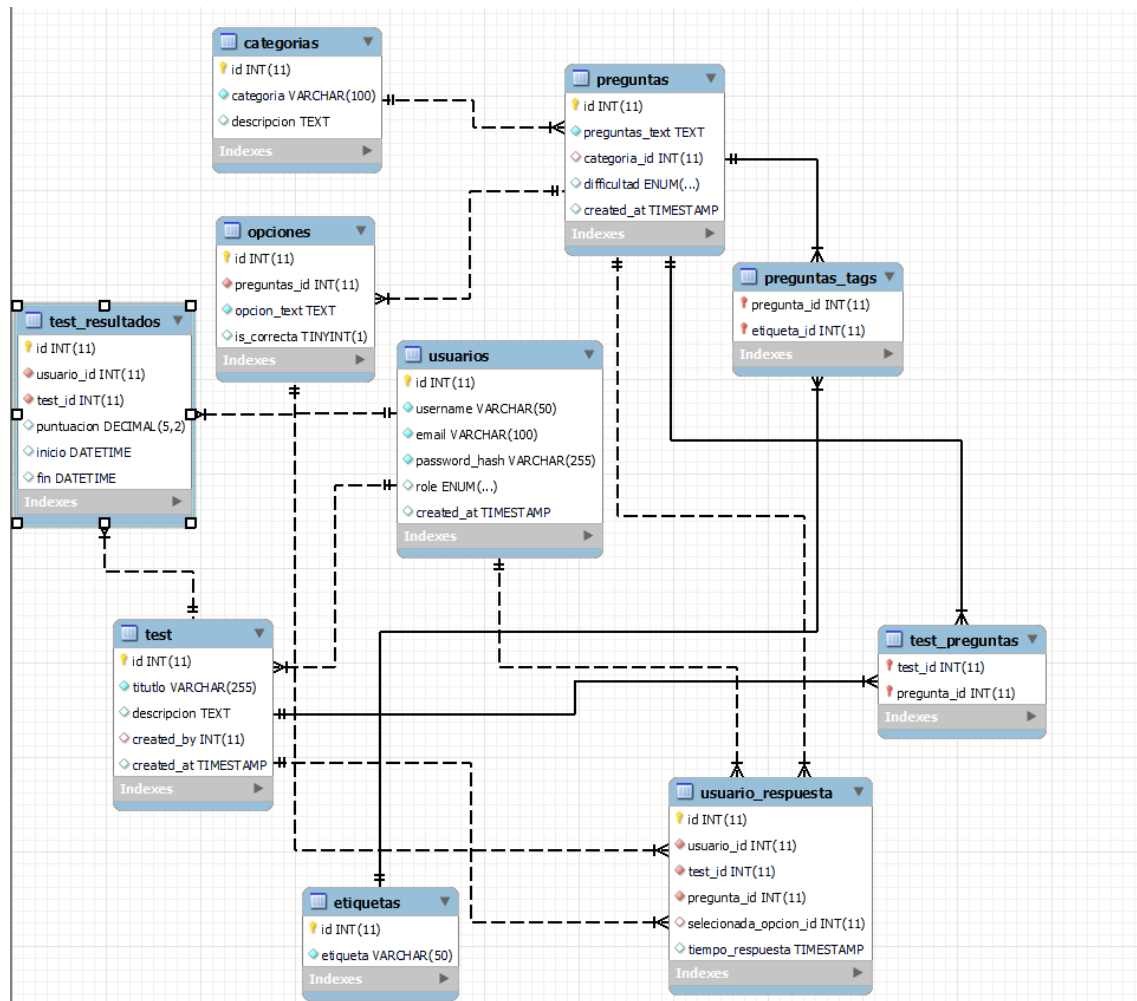 categorias
id INT(11)
categoria VARCHAR(100)
descripcion TEXT
Indexes
preguntas
id INT(11)
preguntas_text TEXT
categoria_id INT(11)
difficultad ENUM(...)
created_at TIMESTAMP
Indexes
opciones
id INT(11)
preguntas_id INT(11)
opcion_text TEXT
is_correcta TINYINT(1)
Indexes
preguntas_tags
pregunta_id INT(11)
etiqueta_id INT(11)
Indexes
test_resultados
id INT(11)
usuario_id INT(11)
test_id INT(11)
puntuacion DECIMAL(5,2)
inicio DATETIME
fin DATETIME
Indexes
usuarios
id INT(11)
username VARCHAR(50)
email VARCHAR(100)
password_hash VARCHAR(255)
role ENUM(...)
created_at TIMESTAMP
Indexes
test
id INT(11)
titutlo VARCHAR(255)
descripcion TEXT
created_by INT(11)
created_at TIMESTAMP
Indexes
test_preguntas
test_id INT(11)
pregunta_id INT(11)
Indexes
usuario_respuesta
id INT(11)
usuario_id INT(11)
test_id INT(11)
pregunta_id INT(11)
selecionada_opcion_id INT(11)
tiempo_respuesta TIMESTAMP
Indexes
etiquetas
id INT(11)
etiqueta VARCHAR(50)
Indexes